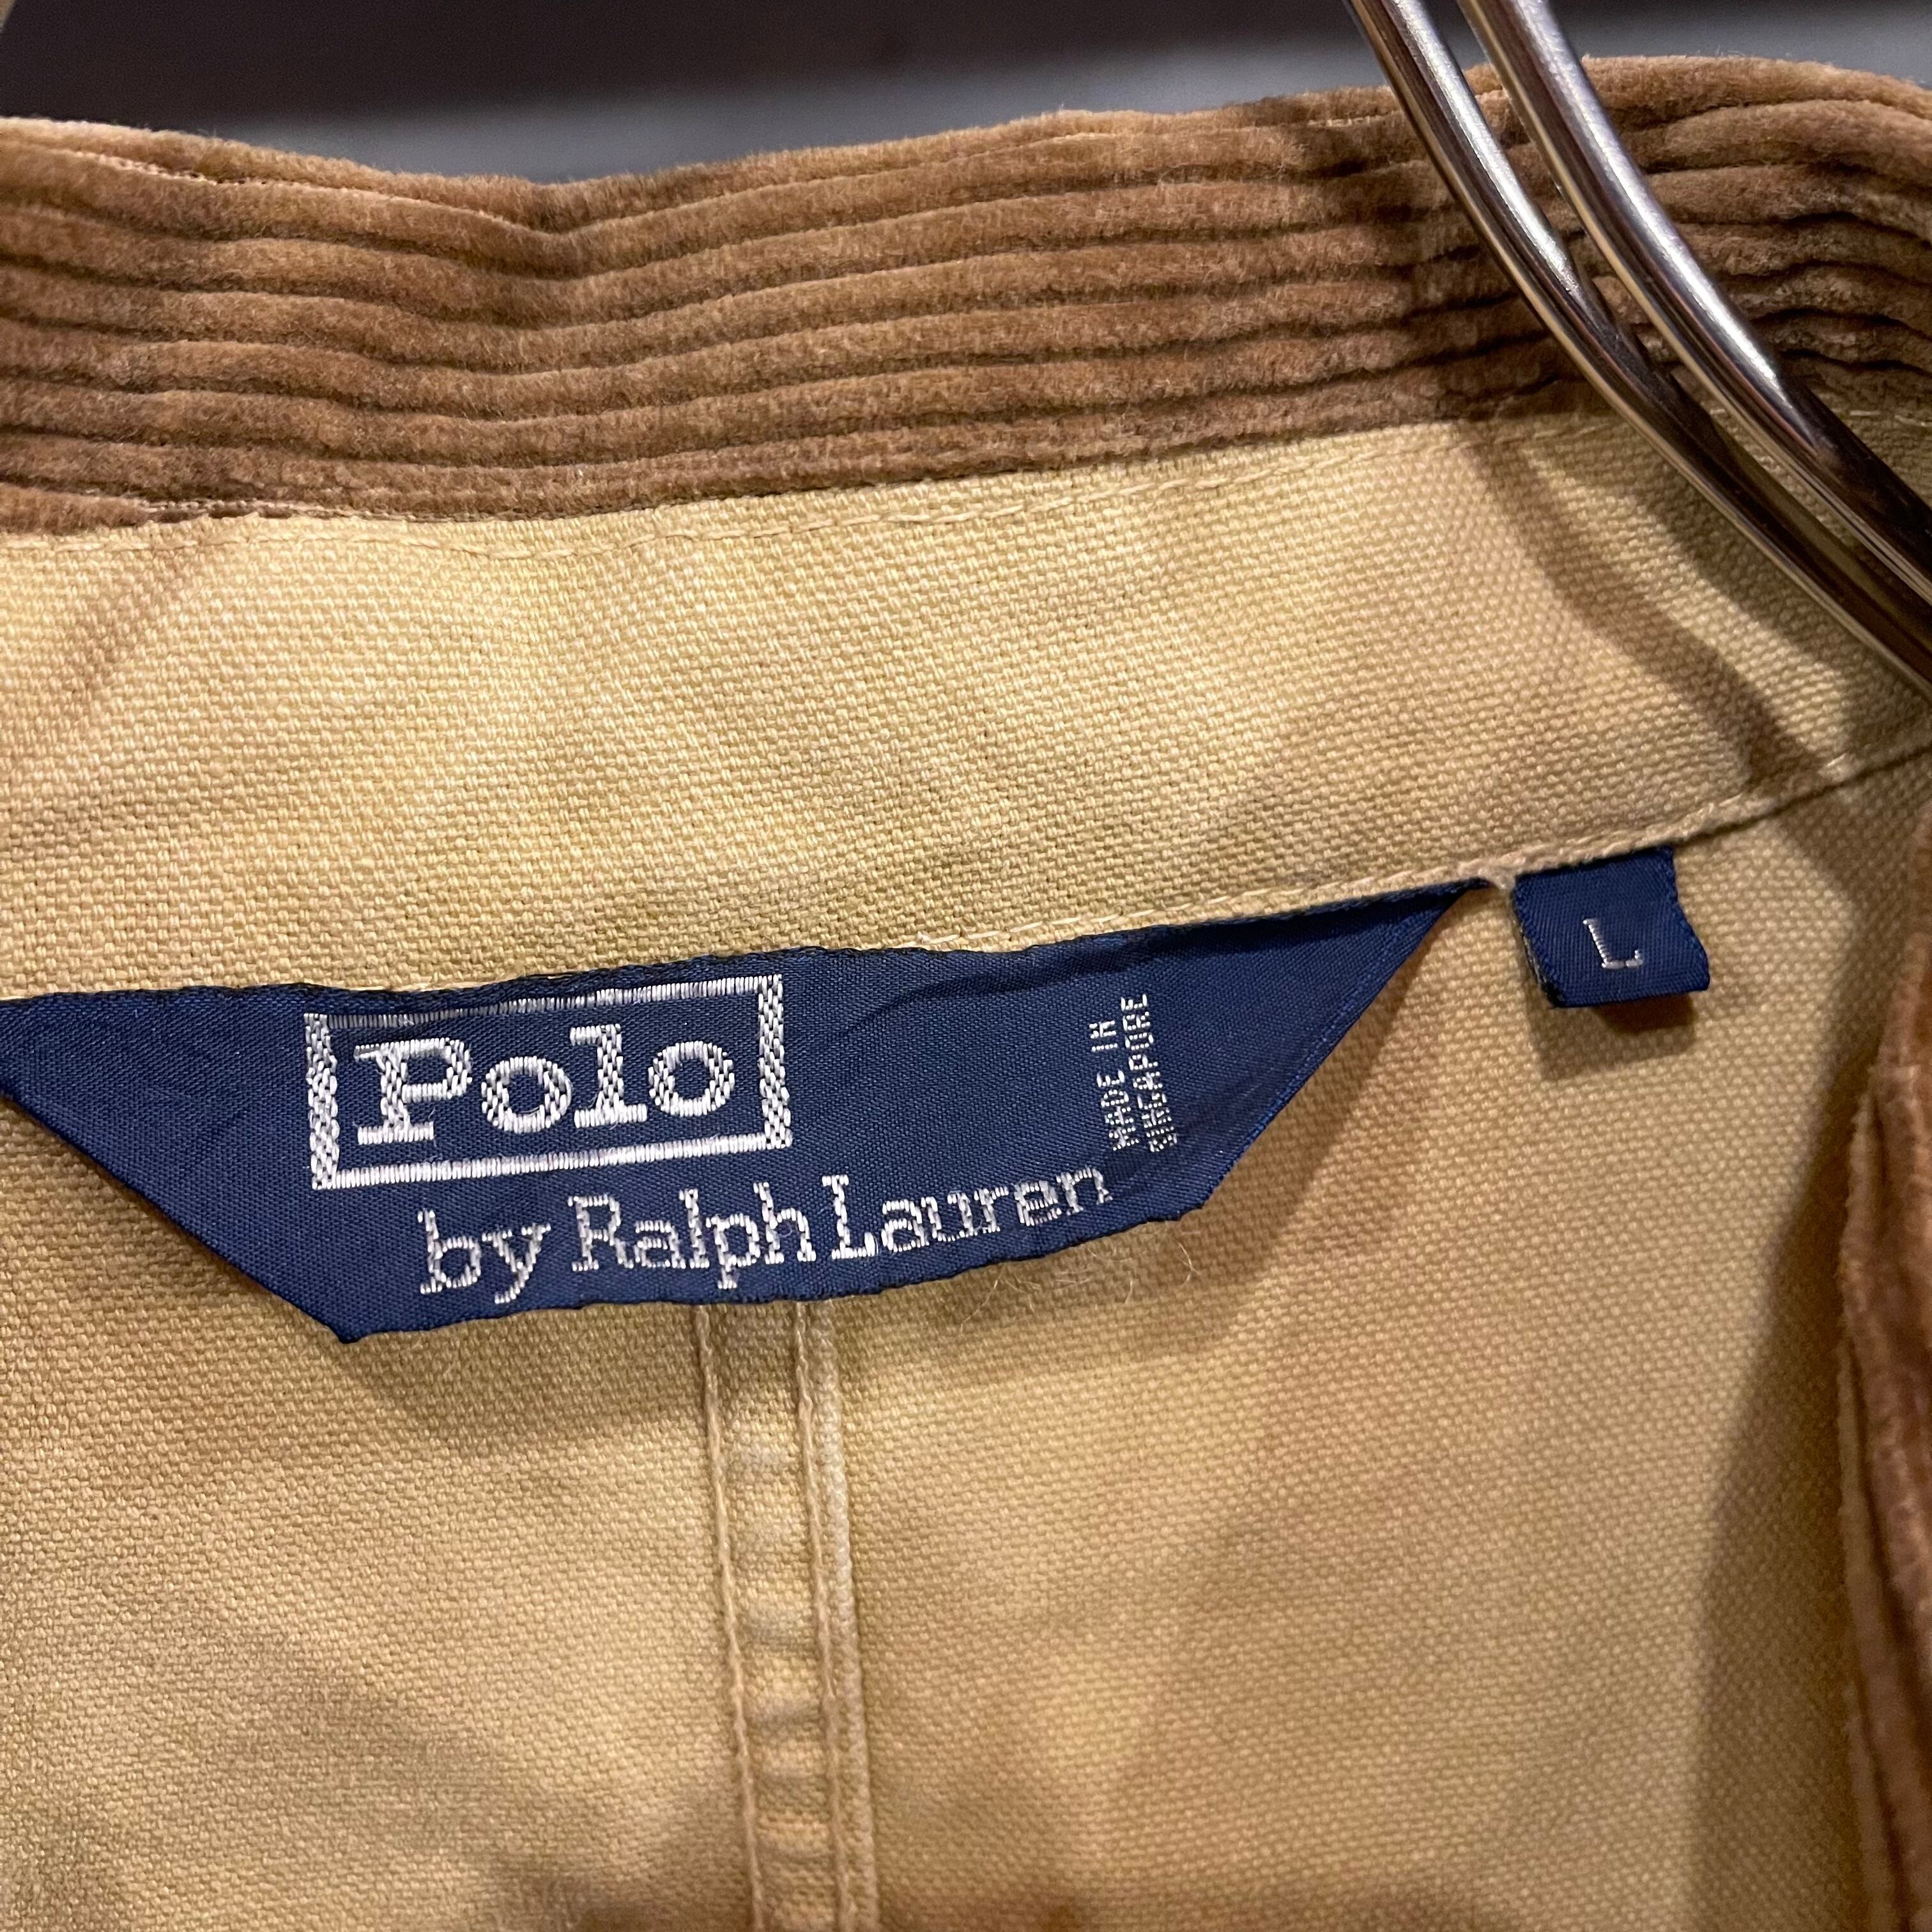 Polo
by Ralph Lauren
MADE IN
SINGAPORE
L